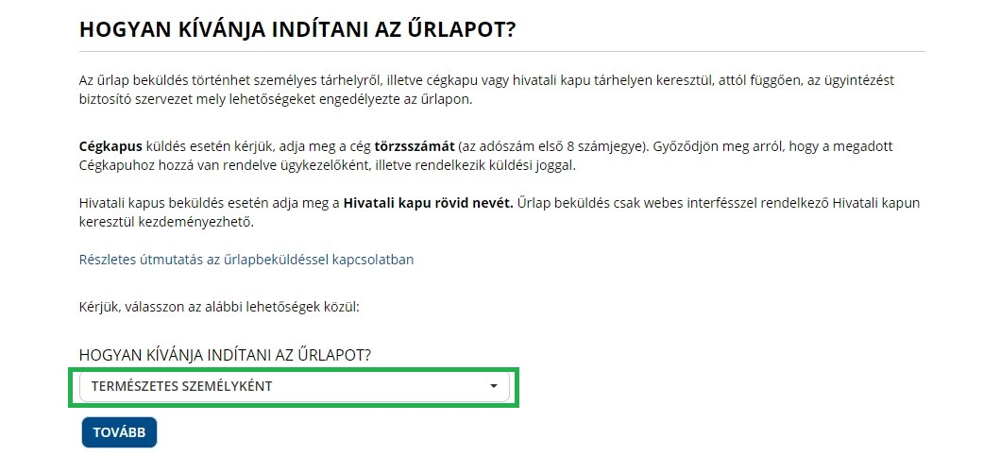 HOGYAN KÍVÁNJA INDÍTANI AZ ŰRLAPOT?
Az űrlap beküldés történhet személyes tárhelyről, illetve cégkapu vagy hivatali kapu tárhelyen keresztül, attól függően, az ügyintézést
biztosító szervezet mely lehetőségeket engedélyezte az űrlapon.
Cégkapus küldés esetén kérjük, adja meg a cég törzsszámát (az adószám első 8 számjegye). Győződjön meg arról, hogy a megadott
Cégkapuhoz hozzá van rendelve ügykezelőként, illetve rendelkezik küldési joggal.
Hivatali kapus beküldés esetén adja meg a Hivatali kapu rövid nevét. Űrlap beküldés csak webes interfésszel rendelkező Hivatali kapun
keresztül kezdeményezhető.
Részletes útmutatás az űrlapbeküldéssel kapcsolatban
Kérjük, válasszon az alábbi lehetőségek közül:
HOGYAN KÍVÁNJA INDÍTANI AZ ŰRLAPOT?
TERMÉSZETES SZEMÉLYKÉNT
TOVÁBB